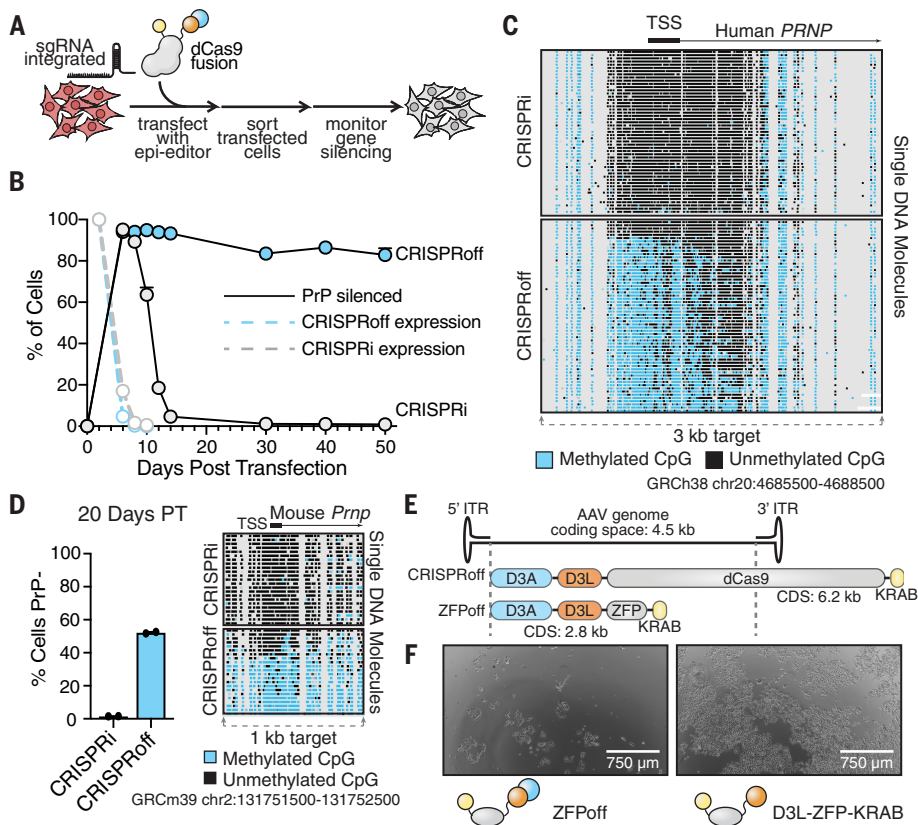 A
sgRNA
integrated
dCas9
fusion
transfect
with
epi-editor
sort
transfected
cells
monitor
gene
silencing
B
% of Cells
100
80
60
40
20
0
0
10
20
30
40
50
Days Post Transfection
CRISPRoff
PrP silenced
CRISPRoff expression
CRISPRi expression
CRISPRi
C
TSS
Human PRNP
CRISPRi
CRISPRoff
Single DNA Molecules
3 kb target
Methylated CpG
Unmethylated CpG
GRCh38 chr20:4685500-4688500
D
20 Days PT
% Cells PrP-
100
80
60
40
20
0
CRISPRi
CRISPRoff
TSS
Mouse Prnp
CRISPRi
CRISPRoff
Single DNA Molecules
1 kb target
Methylated CpG
Unmethylated CpG
GRCm39 chr2:131751500-131752500
E
5' ITR
AAV genome
coding space: 4.5 kb
3' ITR
CRISPRoff
D3A
D3L
dCas9
KRAB
CDS: 6.2 kb
ZFPoff
D3A
D3L
ZFP
KRAB
CDS: 2.8 kb
F
750 µm
750 µm
ZFPoff
D3L-ZFP-KRAB